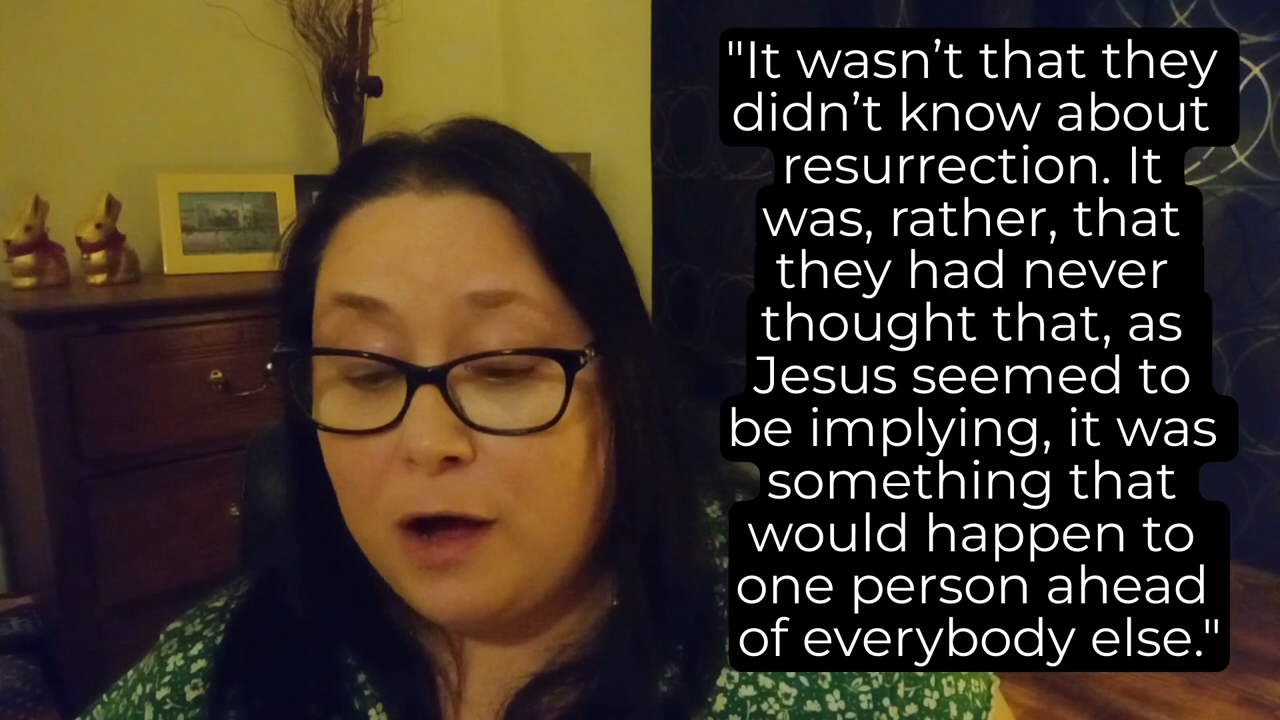 "It wasn’t that they
didn’t know about
resurrection. It
was, rather, that
they had never
thought that, as
Jesus seemed to
be implying, it was
something that
would happen to
one person ahead
of everybody else."